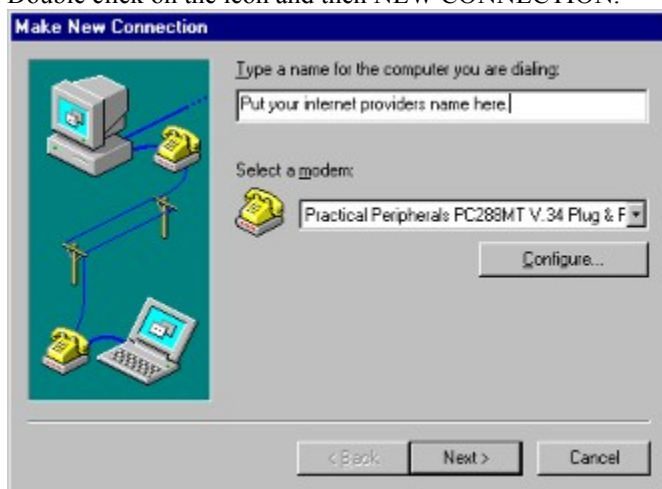 Double click on the icon and then NEW CONNECTION.
Make New Connection
Type a name for the computer you are dialing:
Put your internet providers name here.
Select a modem:
Practical Peripherals PC288MT V.34 Plug & P
Configure...
< Back
Next >
Cancel